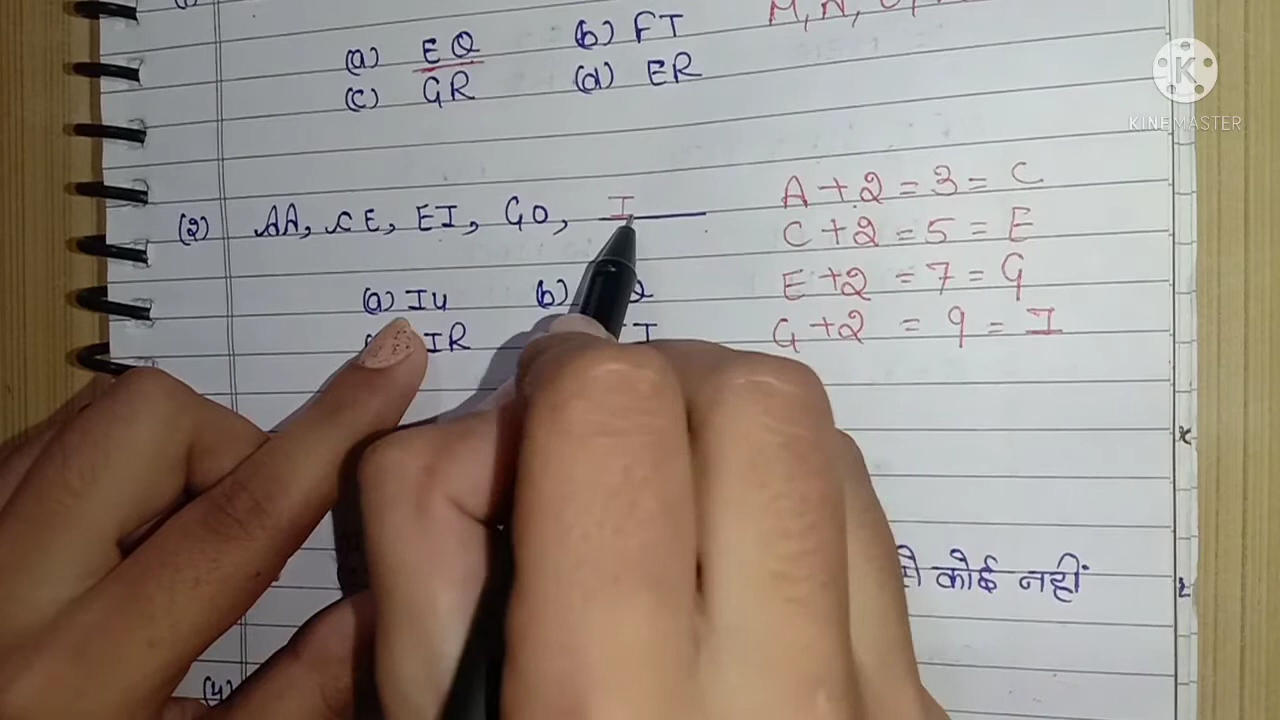 (a) EQ (b) FT
(c) GR (d) ER
KINEMASTER
(2) AA, CE, EI, GO, I
A + 2 = 3 = C
C + 2 = 5 = E
E + 2 = 7 = G
G + 2 = 9 = I
(a) IU (b)
IR
कोई नहीं
(4)